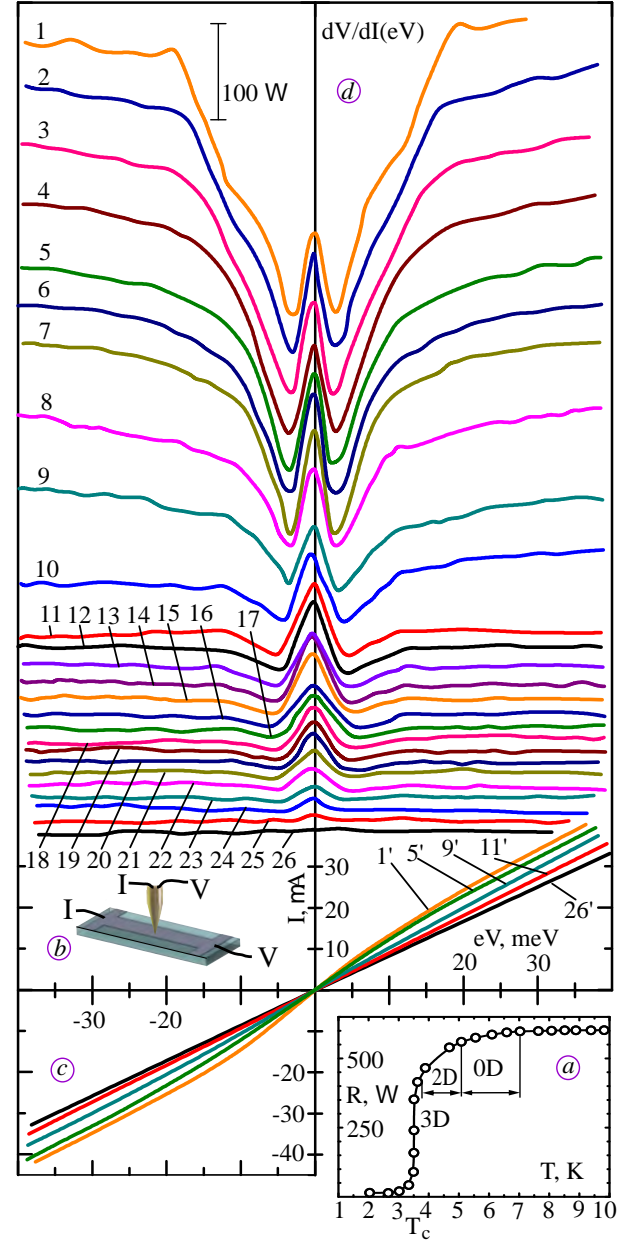 1
dV/dI(eV)
100 W
d
2
3
4
5
6
7
8
9
10
11 12 13 14 15 16 17
18 19 20 21 22 23 24 25 26
I, mA
30
20
10
1' 5' 9' 11' 26'
eV, meV
20 30
I V
I
V
b
-30 -20
c
-10
-20
-30
-40
500
R, W
250
2D 0D
3D
a
T, K
1 2 3 4 5 6 7 8 9 10
Tc